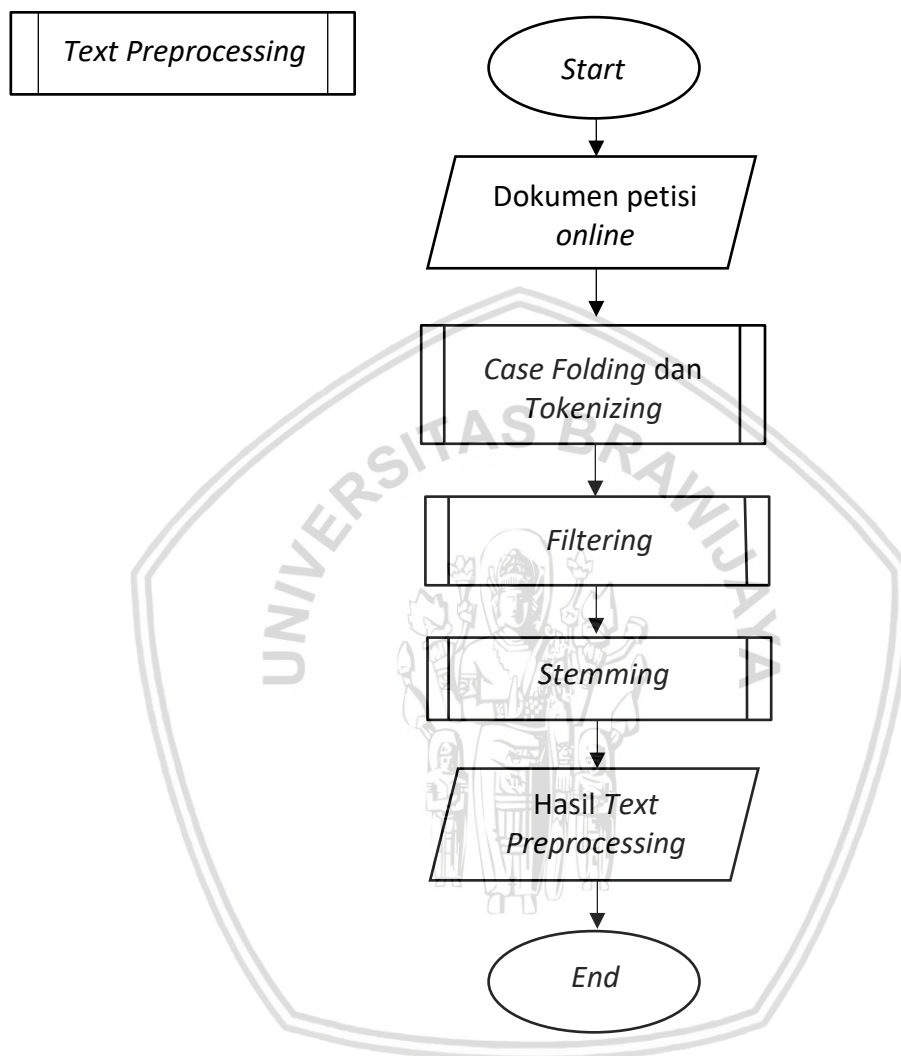 Text Preprocessing
Start
Dokumen petisi
online
Case Folding dan
Tokenizing
UNIVERSITAS BRAWIJAYA
Filtering
Stemming
Hasil Text
Preprocessing
End